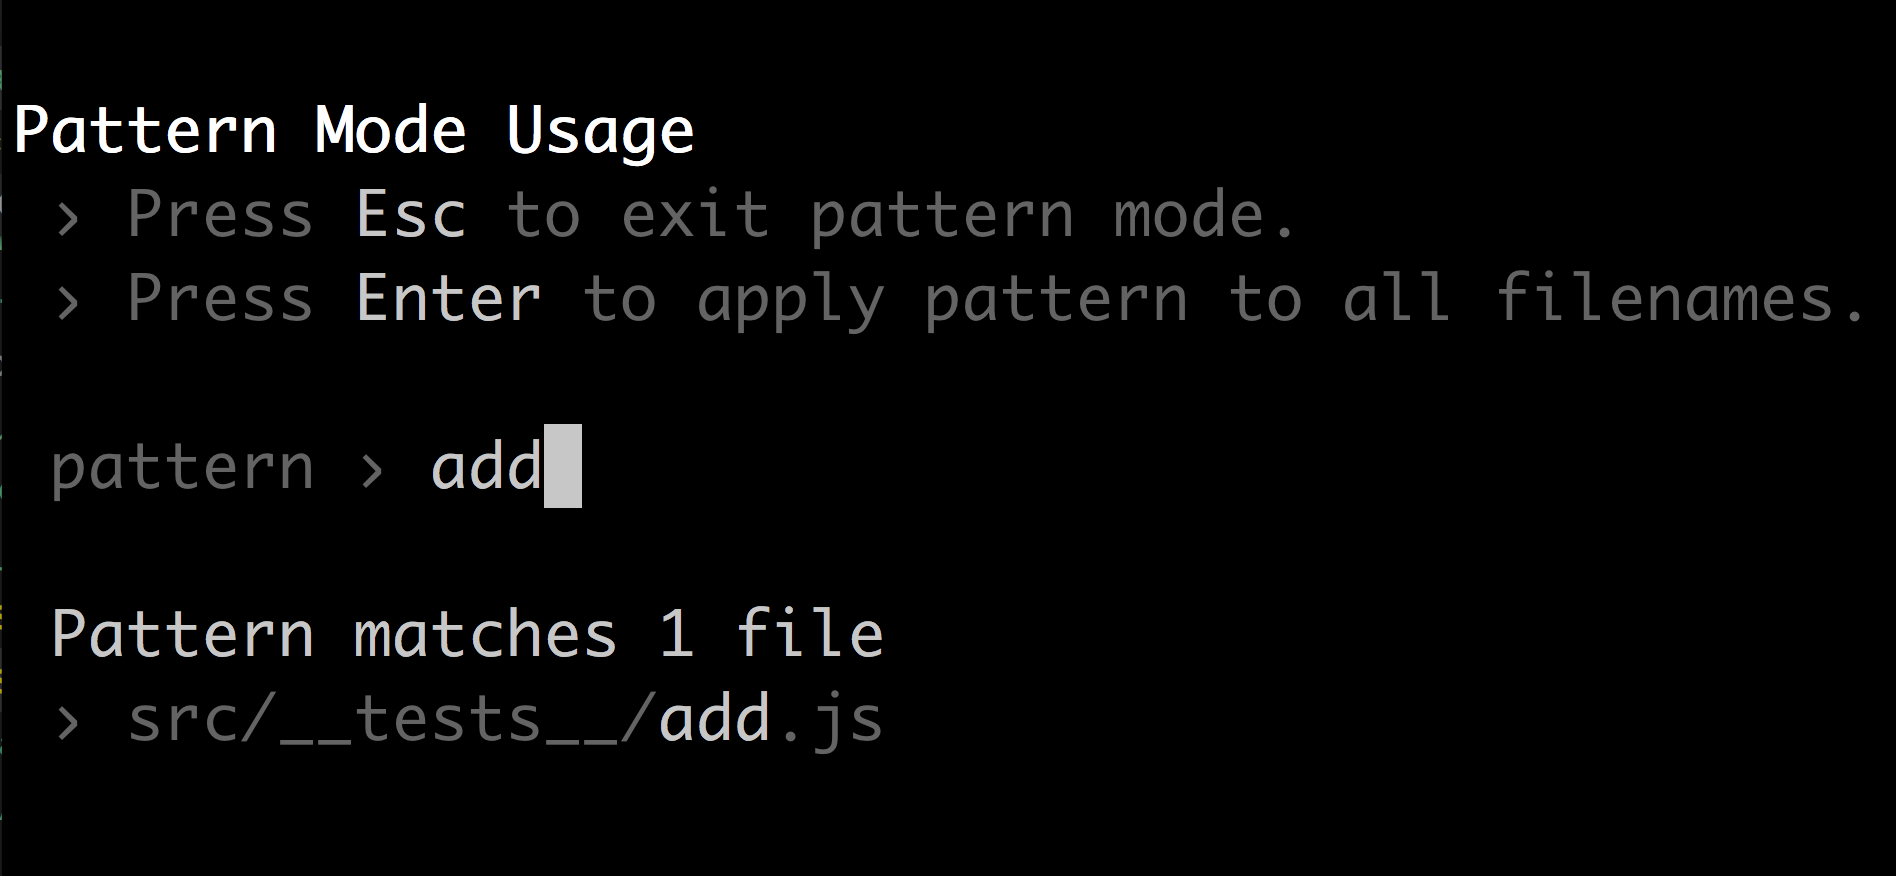 Pattern Mode Usage
› Press Esc to exit pattern mode.
› Press Enter to apply pattern to all filenames.
pattern › add
Pattern matches 1 file
› src/__tests__/add.js